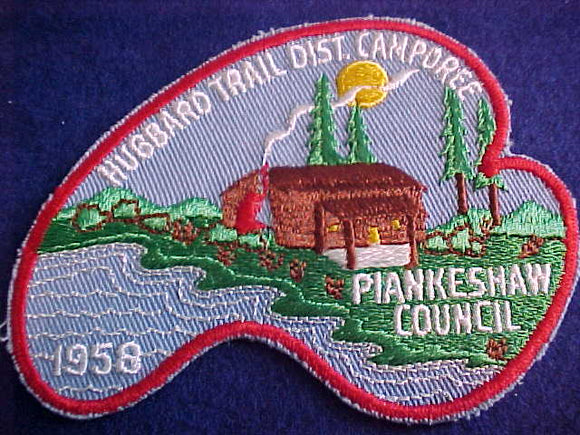 HUBBARD TRAIL DIST. CAMPOREE
PIANKESHAW
COUNCIL
1958